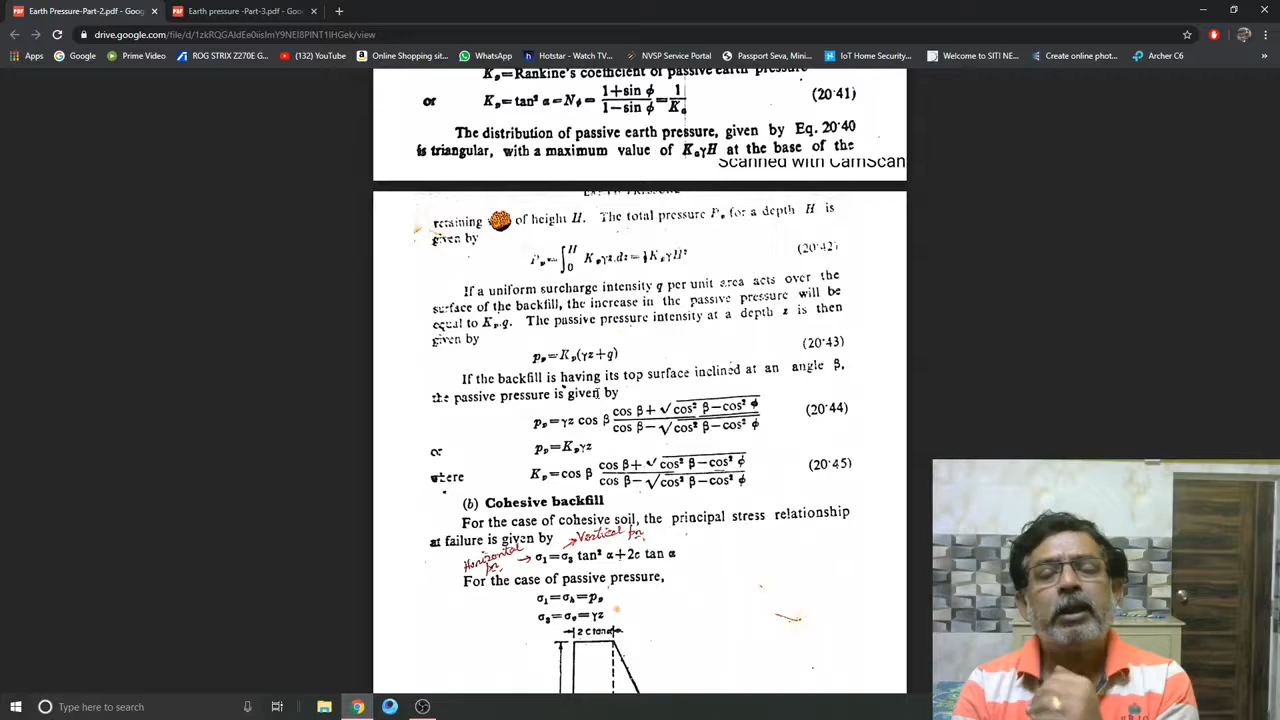 Earth Pressure-Part-2.pdf - Goog
Earth pressure -Part-3.pdf
drive.google.com/file/d/1zkRQGAIdEe0iisImY9NEI8PlNT1IHGek/view
Apps
Google
Prime Video
ROG STRIX Z270E G...
(132) YouTube
Online Shopping sit...
WhatsApp
Hotstar - Watch TV...
NVSP Service Portal
Passport Seva, Mini...
IoT Home Security...
Welcome to SITI NE...
Create online phot...
Archer C6
Kp=Rankine's coefficient of passive earth pressure
or Kp=tan² α=Nϕ= 1+sin ϕ / 1−sin ϕ = 1 / Ka (20·41)
The distribution of passive earth pressure, given by Eq. 20·40
is triangular, with a maximum value of KaγH at the base of the
Scanned with CamScan
EARTH PRESSURE
retaining of height H. The total pressure Pp for a depth H is
given by
Pp=∫₀ᴴ Kpγz.dz=½KpγH² (20·42)
If a uniform surcharge intensity q per unit area acts over the
surface of the backfill, the increase in the passive pressure will be
equal to Kp.q. The passive pressure intensity at a depth z is then
given by
pp=Kp(γz+q) (20·43)
If the backfill is having its top surface inclined at an angle β,
the passive pressure is given by
pp=γz cos β cos β+√cos² β−cos² ϕ / cos β−√cos² β−cos² ϕ (20·44)
or pp=Kpγz
where Kp=cos β cos β+√cos² β−cos² ϕ / cos β−√cos² β−cos² ϕ (20·45)
(b) Cohesive backfill
For the case of cohesive soil, the principal stress relationship
at failure is given by → Vertical pr.
Horizontal pr. → σ₁=σ₃ tan² α+2c tan α
For the case of passive pressure,
σ₁=σh=pp
σ₃=σv=γz
2 c tan α
Type here to search